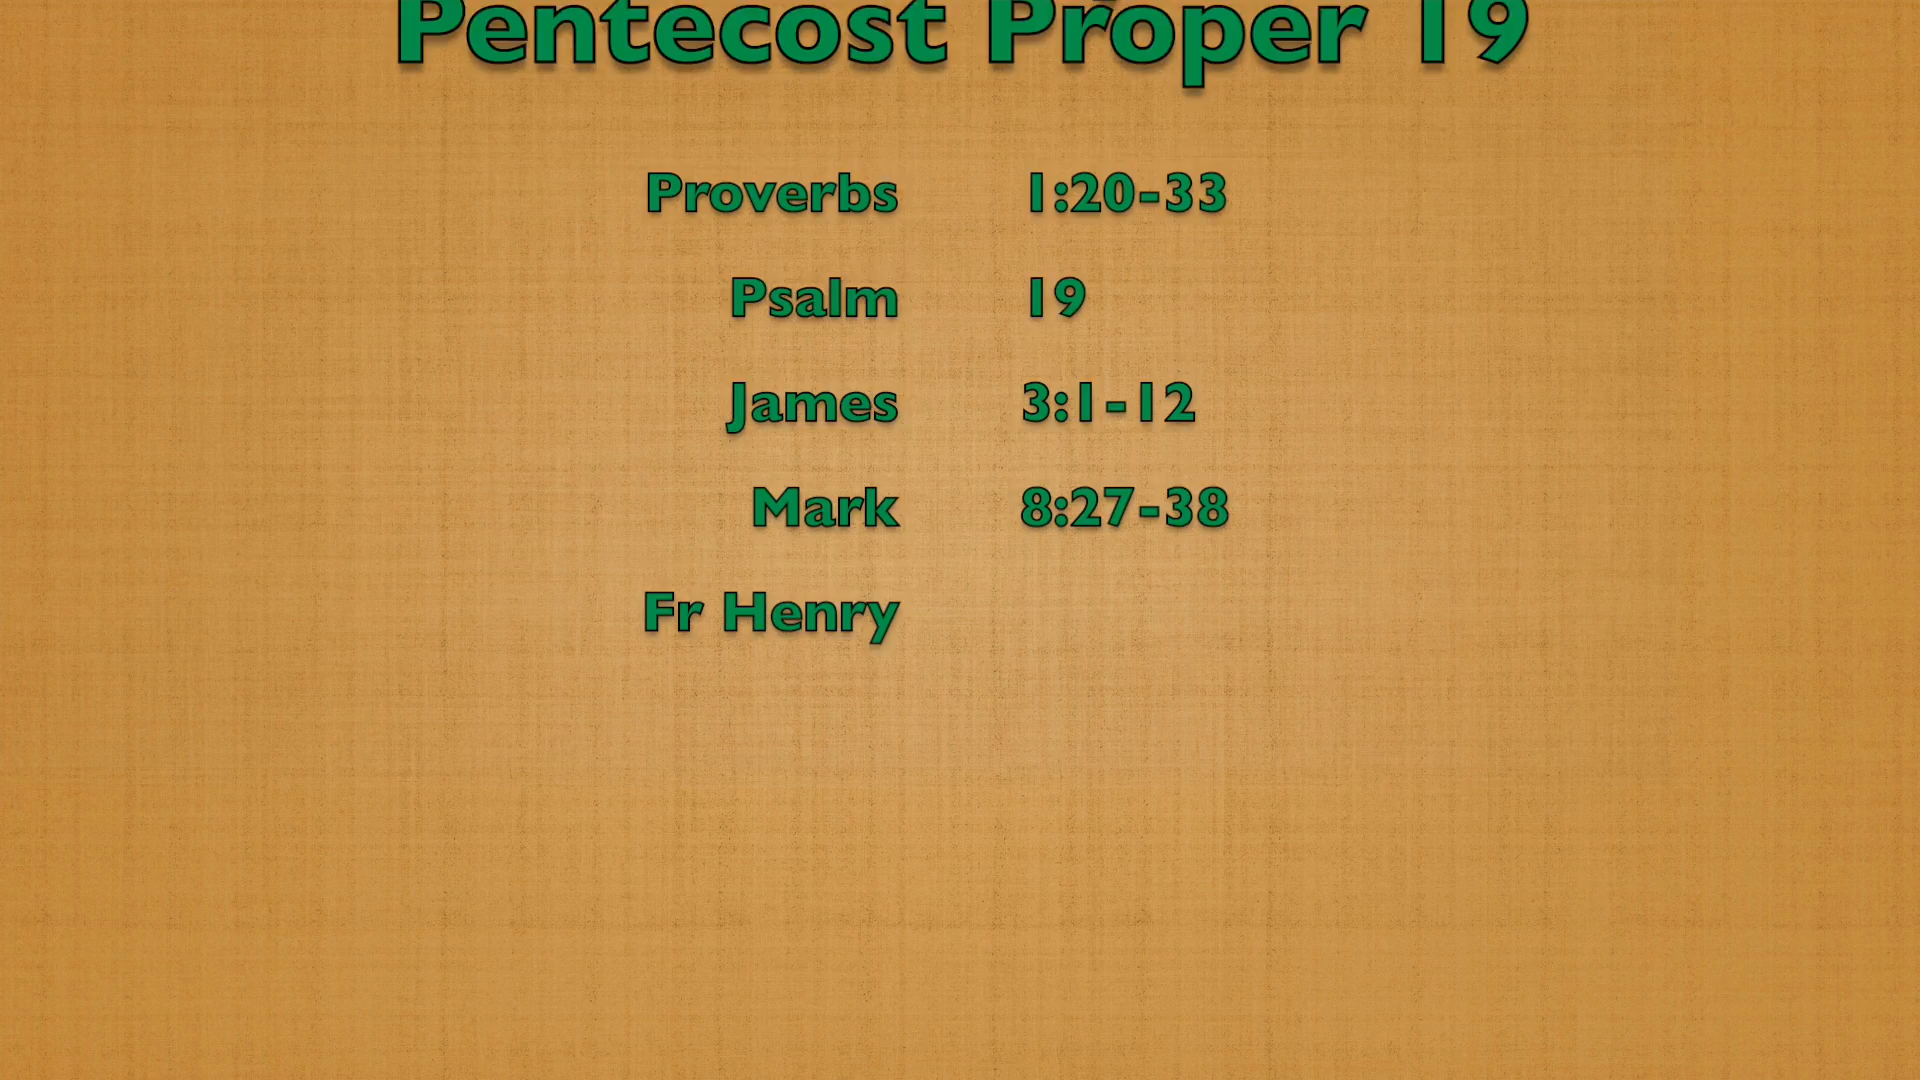 Pentecost Proper 19
Proverbs 1:20-33
Psalm 19
James 3:1-12
Mark 8:27-38
Fr Henry